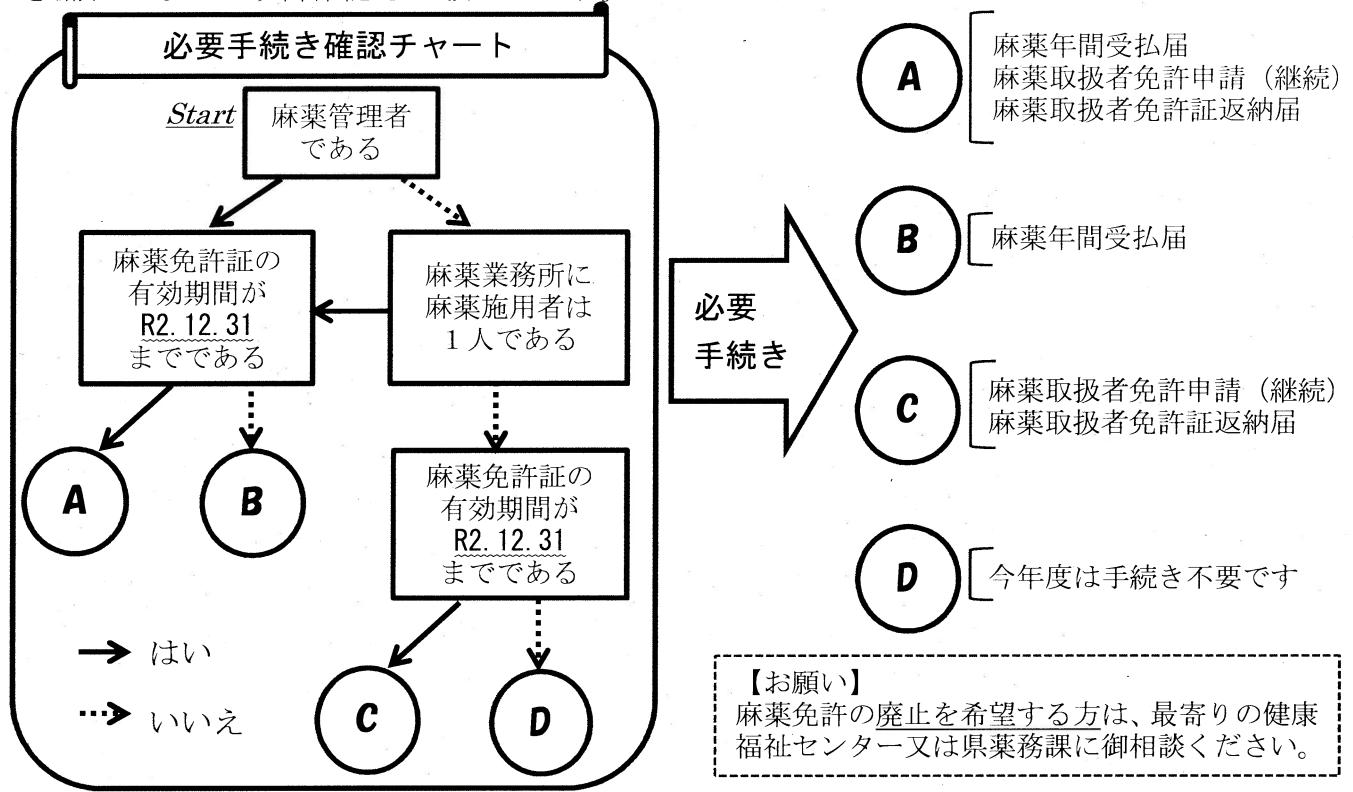 必要手続き確認チャート
Start
麻薬管理者
である
麻薬免許証の
有効期間が
R2.12.31
までである
麻薬業務所に
麻薬施用者は
１人である
A
B
麻薬免許証の
有効期間が
R2.12.31
までである
C
D
はい
いいえ
必要
手続き
A
麻薬年間受払届
麻薬取扱者免許申請（継続）
麻薬取扱者免許証返納届
B
麻薬年間受払届
C
麻薬取扱者免許申請（継続）
麻薬取扱者免許証返納届
D
今年度は手続き不要です
【お願い】
麻薬免許の廃止を希望する方は、最寄りの健康
福祉センター又は県薬務課に御相談ください。